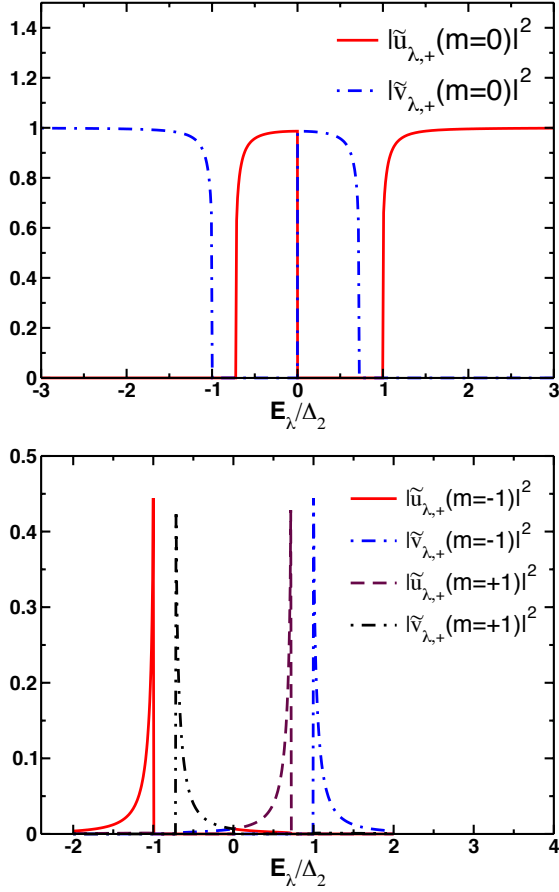 1.4
1.2
1
0.8
0.6
0.4
0.2
0
|ũλ,+(m=0)|²
|ṽλ,+(m=0)|²
-3 -2 -1 0 1 2 3
Eλ/Δ2
0.5
0.4
0.3
0.2
0.1
0
|ũλ,+(m=-1)|²
|ṽλ,+(m=-1)|²
|ũλ,+(m=+1)|²
|ṽλ,+(m=+1)|²
-2 -1 0 1 2 3 4
Eλ/Δ2